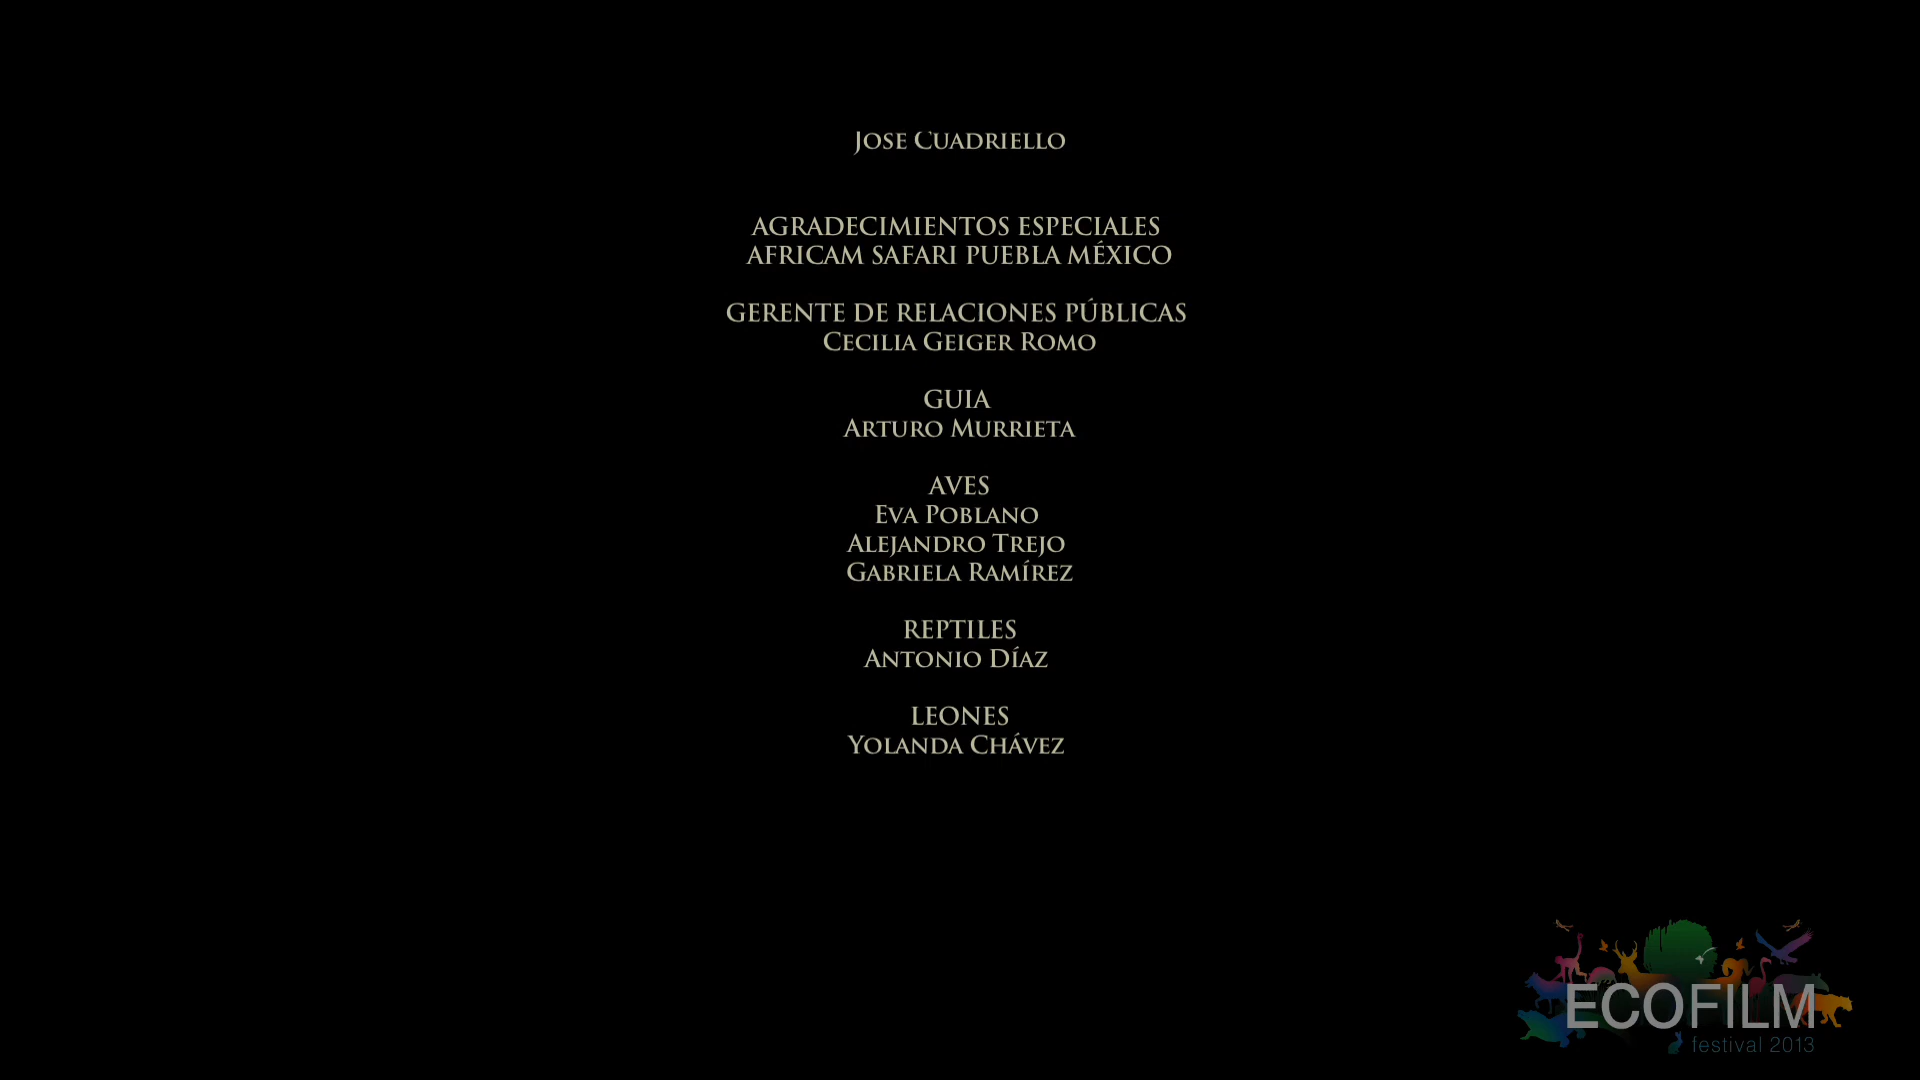 Jose Cuadriello
AGRADECIMIENTOS ESPECIALES
AFRICAM SAFARI PUEBLA MÉXICO
GERENTE DE RELACIONES PÚBLICAS
Cecilia Geiger Romo
GUIA
Arturo Murrieta
AVES
Eva Poblano
Alejandro Trejo
Gabriela Ramírez
REPTILES
Antonio Díaz
LEONES
Yolanda Chávez
ECOFILM
festival 2013